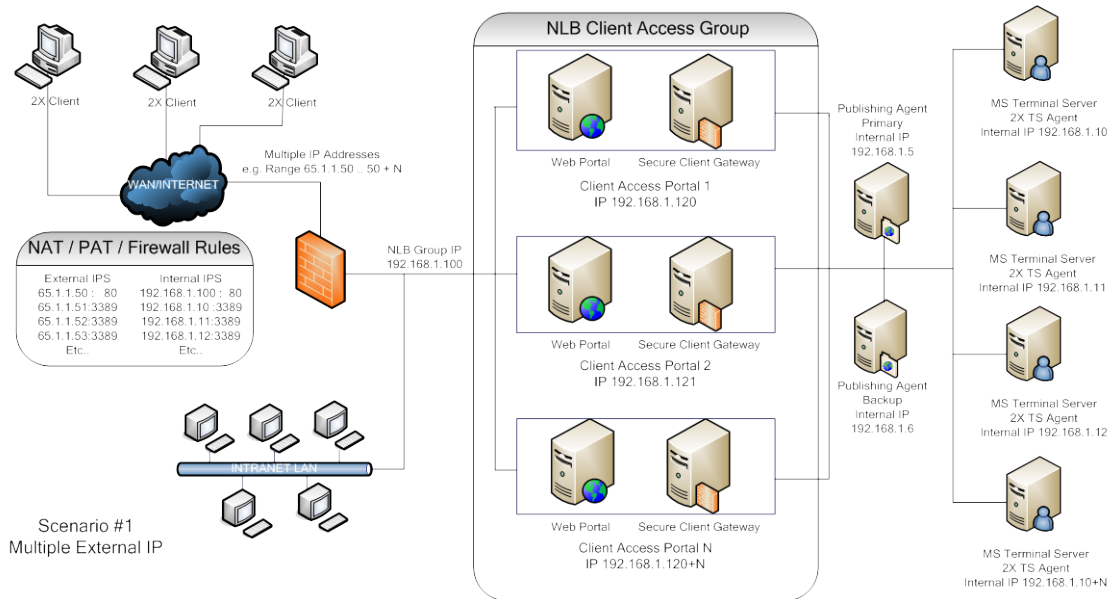 2X Client
2X Client
2X Client
WAN/INTERNET
Multiple IP Addresses
e.g. Range 65.1.1.50 .. 50 + N
NAT / PAT / Firewall Rules
External IPS
65.1.1.50 : 80
65.1.1.51:3389
65.1.1.52:3389
65.1.1.53:3389
Etc..
Internal IPS
192.168.1.100 : 80
192.168.1.10 :3389
192.168.1.11:3389
192.168.1.12:3389
Etc..
NLB Group IP
192.168.1.100
INTRANET LAN
Scenario #1
Multiple External IP
NLB Client Access Group
Web Portal
Secure Client Gateway
Client Access Portal 1
IP 192.168.1.120
Web Portal
Secure Client Gateway
Client Access Portal 2
IP 192.168.1.121
Web Portal
Secure Client Gateway
Client Access Portal N
IP 192.168.1.120+N
Publishing Agent
Primary
Internal IP
192.168.1.5
Publishing Agent
Backup
Internal IP
192.168.1.6
MS Terminal Server
2X TS Agent
Internal IP 192.168.1.10
MS Terminal Server
2X TS Agent
Internal IP 192.168.1.11
MS Terminal Server
2X TS Agent
Internal IP 192.168.1.12
MS Terminal Server
2X TS Agent
Internal IP 192.168.1.10+N